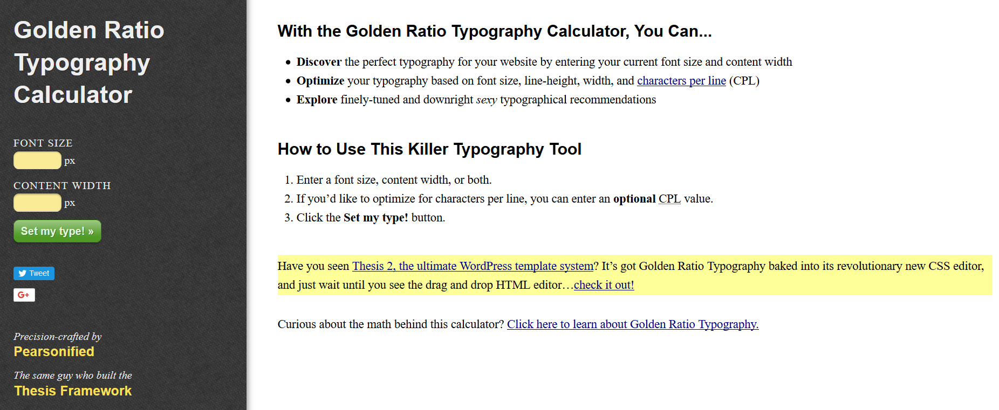 Golden Ratio
Typography
Calculator
FONT SIZE
px
CONTENT WIDTH
px
Set my type! »
Tweet
G+
Precision-crafted by
Pearsonified
The same guy who built the
Thesis Framework
With the Golden Ratio Typography Calculator, You Can...
• Discover the perfect typography for your website by entering your current font size and content width
• Optimize your typography based on font size, line-height, width, and characters per line (CPL)
• Explore finely-tuned and downright sexy typographical recommendations
How to Use This Killer Typography Tool
1. Enter a font size, content width, or both.
2. If you’d like to optimize for characters per line, you can enter an optional CPL value.
3. Click the Set my type! button.
Have you seen Thesis 2, the ultimate WordPress template system? It’s got Golden Ratio Typography baked into its revolutionary new CSS editor,
and just wait until you see the drag and drop HTML editor…check it out!
Curious about the math behind this calculator? Click here to learn about Golden Ratio Typography.